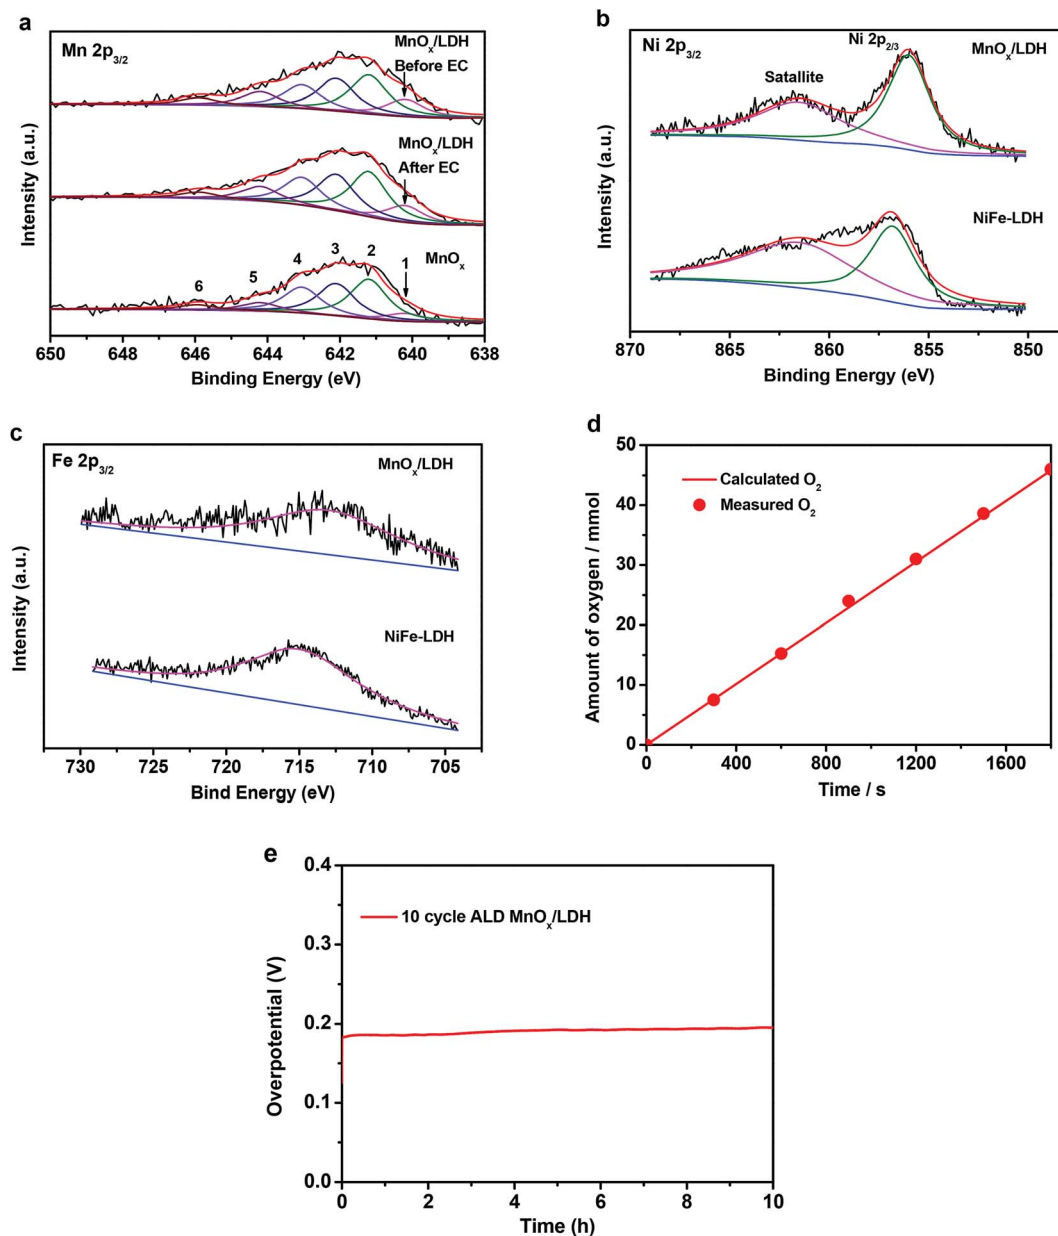 a
Mn 2p3/2
MnOx/LDH
Before EC
MnOx/LDH
After EC
MnOx
6
5
4
3
2
1
Intensity (a.u.)
650
648
646
644
642
640
638
Binding Energy (eV)
b
Ni 2p3/2
Ni 2p2/3
MnOx/LDH
Satallite
NiFe-LDH
Intensity (a.u.)
870
865
860
855
850
Binding Energy (eV)
c
Fe 2p3/2
MnOx/LDH
NiFe-LDH
Intensity (a.u.)
730
725
720
715
710
705
Bind Energy (eV)
d
50
40
30
20
10
0
Calculated O2
Measured O2
Amount of oxygen / mmol
0
400
800
1200
1600
Time / s
e
0.4
0.3
0.2
0.1
0.0
10 cycle ALD MnOx/LDH
Overpotential (V)
0
2
4
6
8
10
Time (h)